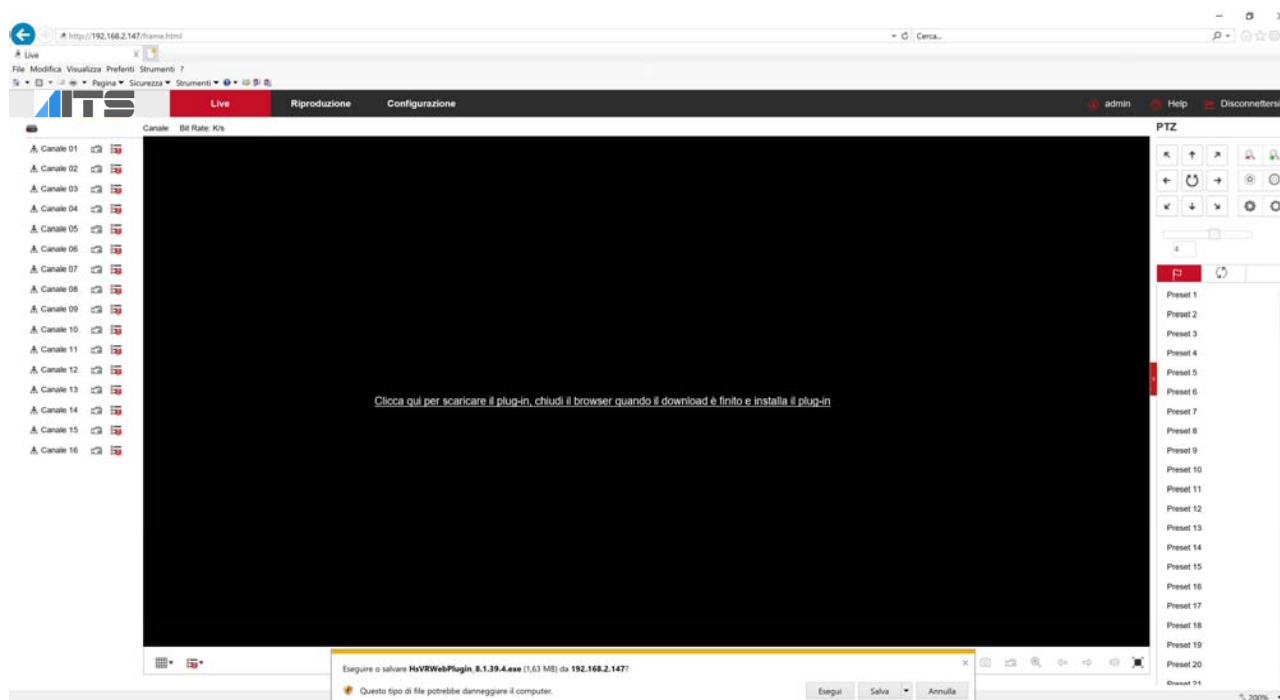 http://192.168.2.147/frame.html
Cerca...
Live
File Modifica Visualizza Preferiti Strumenti ?
Pagina Sicurezza Strumenti
ITS
Live Riproduzione Configurazione admin Help Disconnettersi
Canale Bit Rate: K/s
PTZ
Canale 01
Canale 02
Canale 03
Canale 04
Canale 05
Canale 06
Canale 07
Canale 08
Canale 09
Canale 10
Canale 11
Canale 12
Canale 13
Canale 14
Canale 15
Canale 16
Clicca qui per scaricare il plug-in, chiudi il browser quando il download è finito e installa il plug-in
4
Preset 1
Preset 2
Preset 3
Preset 4
Preset 5
Preset 6
Preset 7
Preset 8
Preset 9
Preset 10
Preset 11
Preset 12
Preset 13
Preset 14
Preset 15
Preset 16
Preset 17
Preset 18
Preset 19
Preset 20
Preset 21
Eseguire o salvare HsVRWebPlugin_8.1.39.4.exe (1,63 MB) da 192.168.2.147?
Questo tipo di file potrebbe danneggiare il computer.
Esegui Salva Annulla
200%